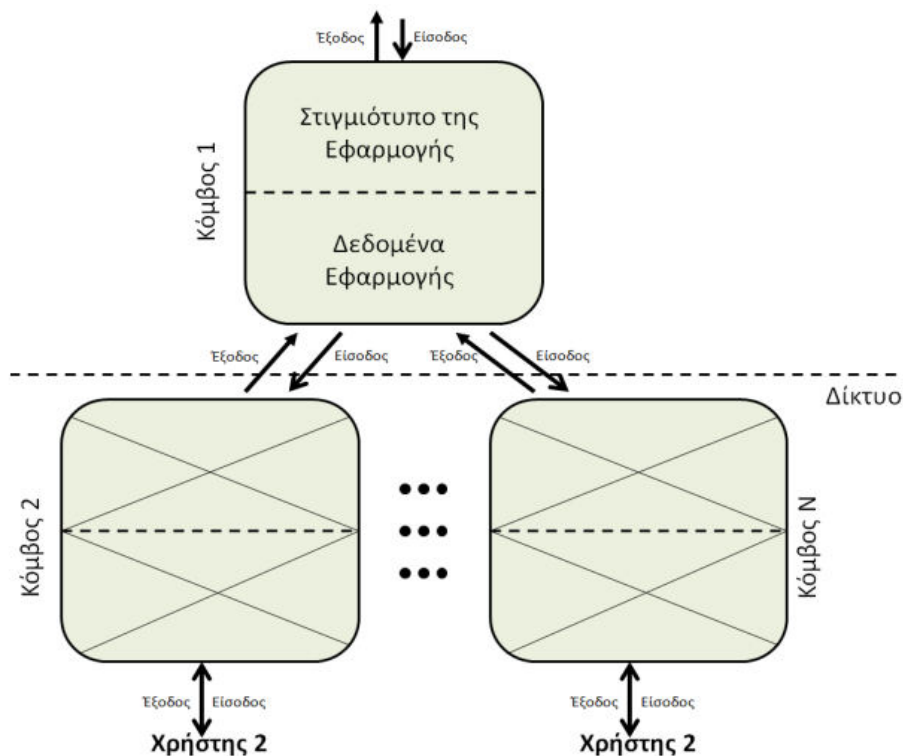 Έξοδος
Είσοδος
Κόμβος 1
Στιγμιότυπο της
Εφαρμογής
Δεδομένα
Εφαρμογής
Έξοδος
Είσοδος
Έξοδος
Είσοδος
Δίκτυο
Κόμβος 2
Κόμβος Ν
Έξοδος
Είσοδος
Έξοδος
Είσοδος
Χρήστης 2
Χρήστης 2